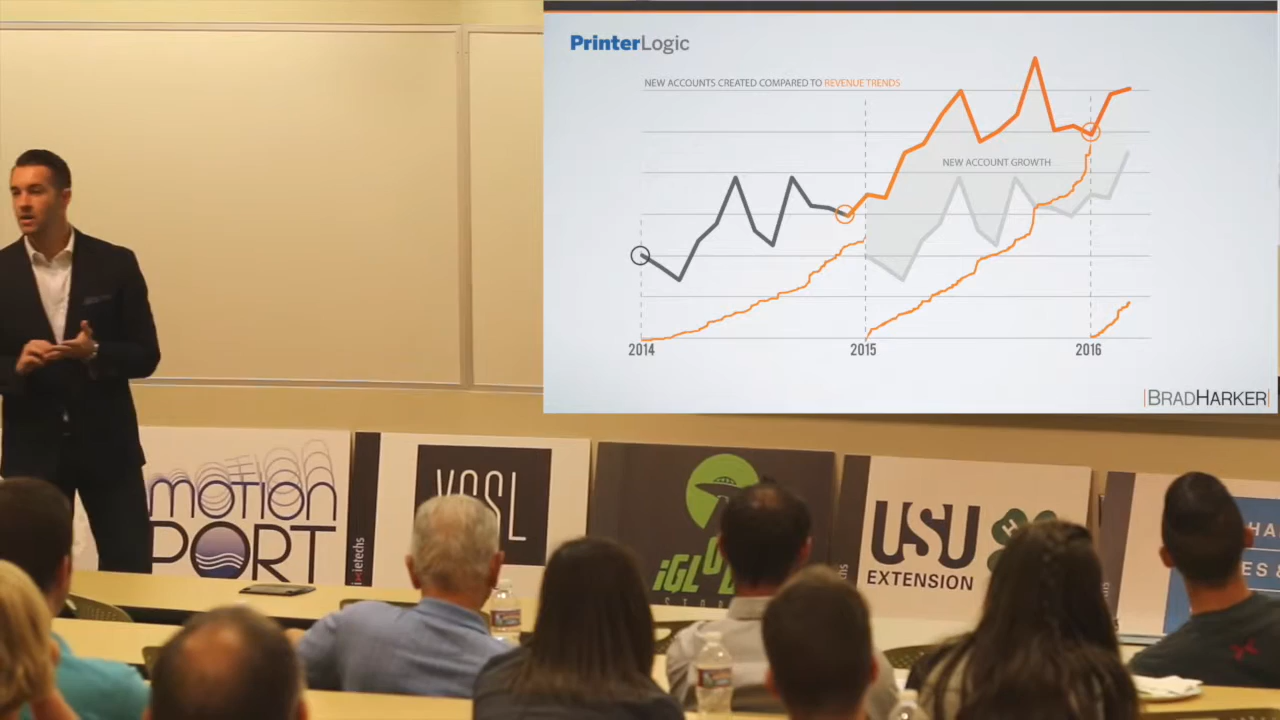 PrinterLogic
NEW ACCOUNTS CREATED COMPARED TO REVENUE TRENDS
NEW ACCOUNT GROWTH
2014
2015
2016
|BRADHARKER|
MOTION
PORT
ixietechs
USU
EXTENSION
H